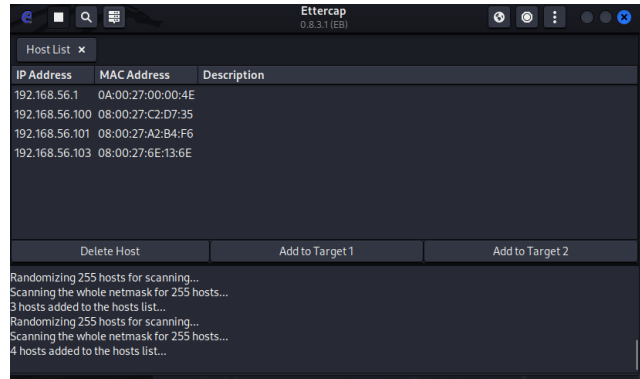 Ettercap
0.8.3.1 (EB)
Host List ×
IP Address MAC Address Description
192.168.56.1 0A:00:27:00:00:4E
192.168.56.100 08:00:27:C2:D7:35
192.168.56.101 08:00:27:A2:B4:F6
192.168.56.103 08:00:27:6E:13:6E
Delete Host Add to Target 1 Add to Target 2
Randomizing 255 hosts for scanning...
Scanning the whole netmask for 255 hosts...
3 hosts added to the hosts list...
Randomizing 255 hosts for scanning...
Scanning the whole netmask for 255 hosts...
4 hosts added to the hosts list...